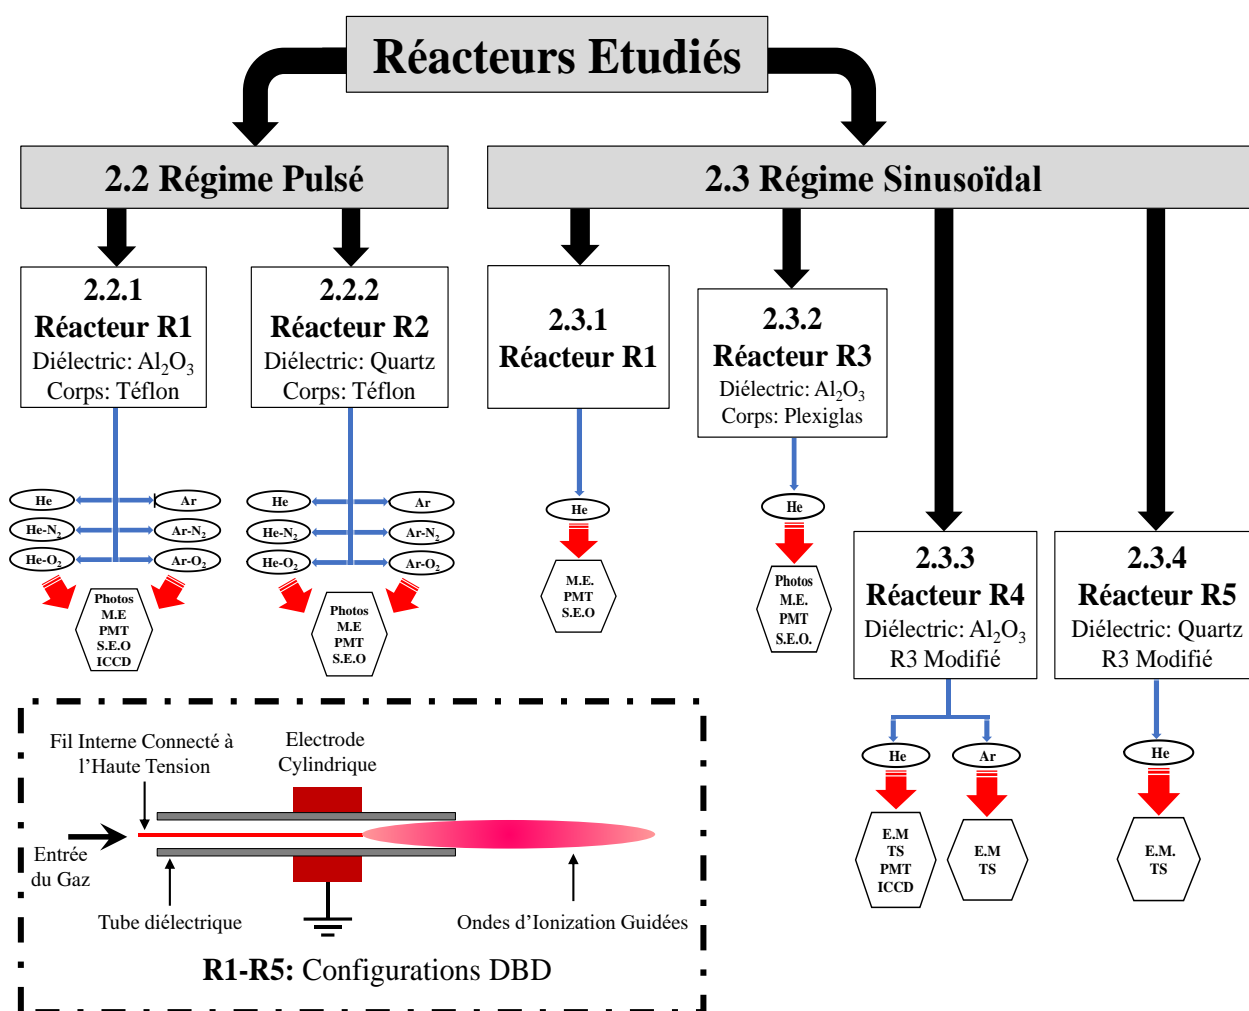 Réacteurs Etudiés
2.2 Régime Pulsé
2.3 Régime Sinusoïdal
2.2.1
Réacteur R1
Diélectric: Al₂O₃
Corps: Téflon
2.2.2
Réacteur R2
Diélectric: Quartz
Corps: Téflon
2.3.1
Réacteur R1
2.3.2
Réacteur R3
Diélectric: Al₂O₃
Corps: Plexiglas
He
Ar
He-N₂
Ar-N₂
He-O₂
Ar-O₂
Photos
M.E
PMT
S.E.O
ICCD
He
Ar
He-N₂
Ar-N₂
He-O₂
Ar-O₂
Photos
M.E
PMT
S.E.O
He
M.E.
PMT
S.E.O
He
Photos
M.E.
PMT
S.E.O.
2.3.3
Réacteur R4
Diélectric: Al₂O₃
R3 Modifié
2.3.4
Réacteur R5
Diélectric: Quartz
R3 Modifié
He
Ar
He
E.M
TS
PMT
ICCD
E.M
TS
E.M.
TS
Fil Interne Connecté à
l'Haute Tension
Electrode
Cylindrique
Entrée
du Gaz
Tube diélectrique
Ondes d'Ionization Guidées
R1-R5: Configurations DBD